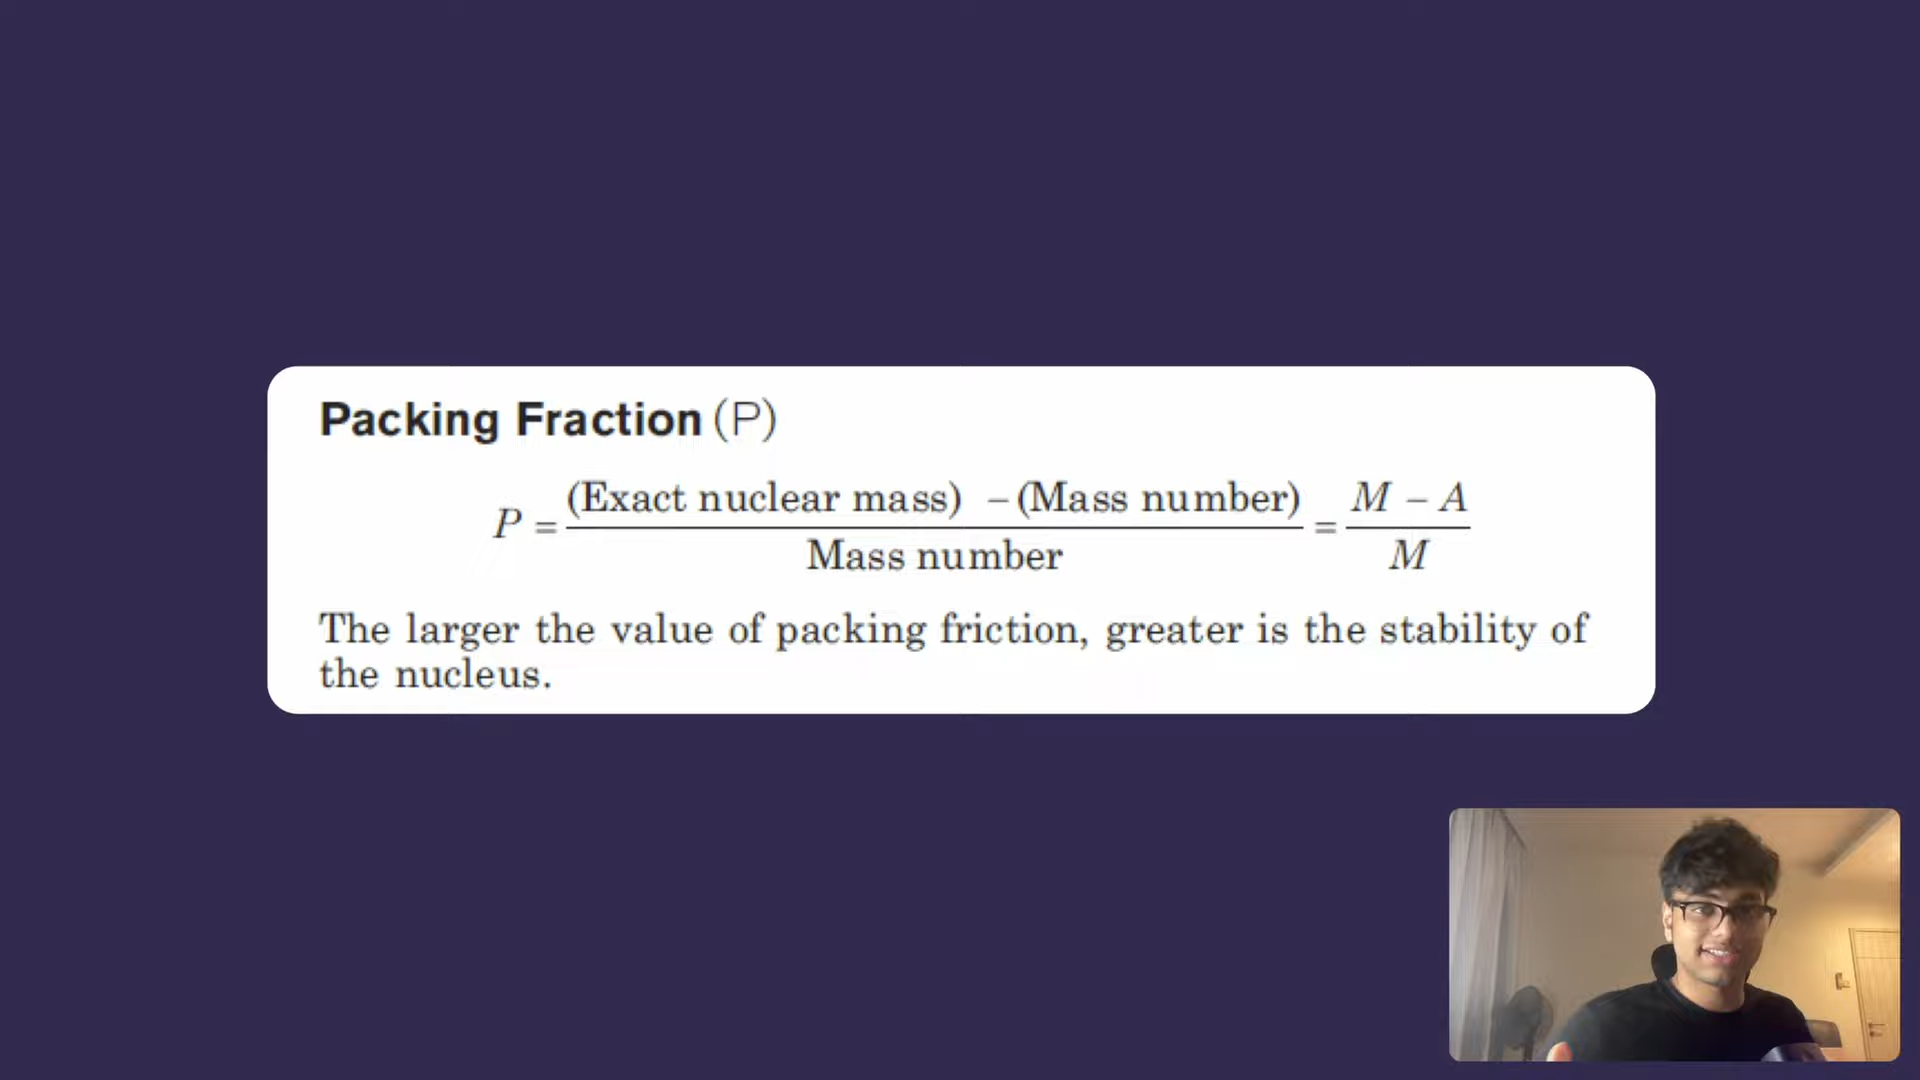 Packing Fraction (P)
P = (Exact nuclear mass) – (Mass number) / Mass number = M – A / M
The larger the value of packing friction, greater is the stability of
the nucleus.